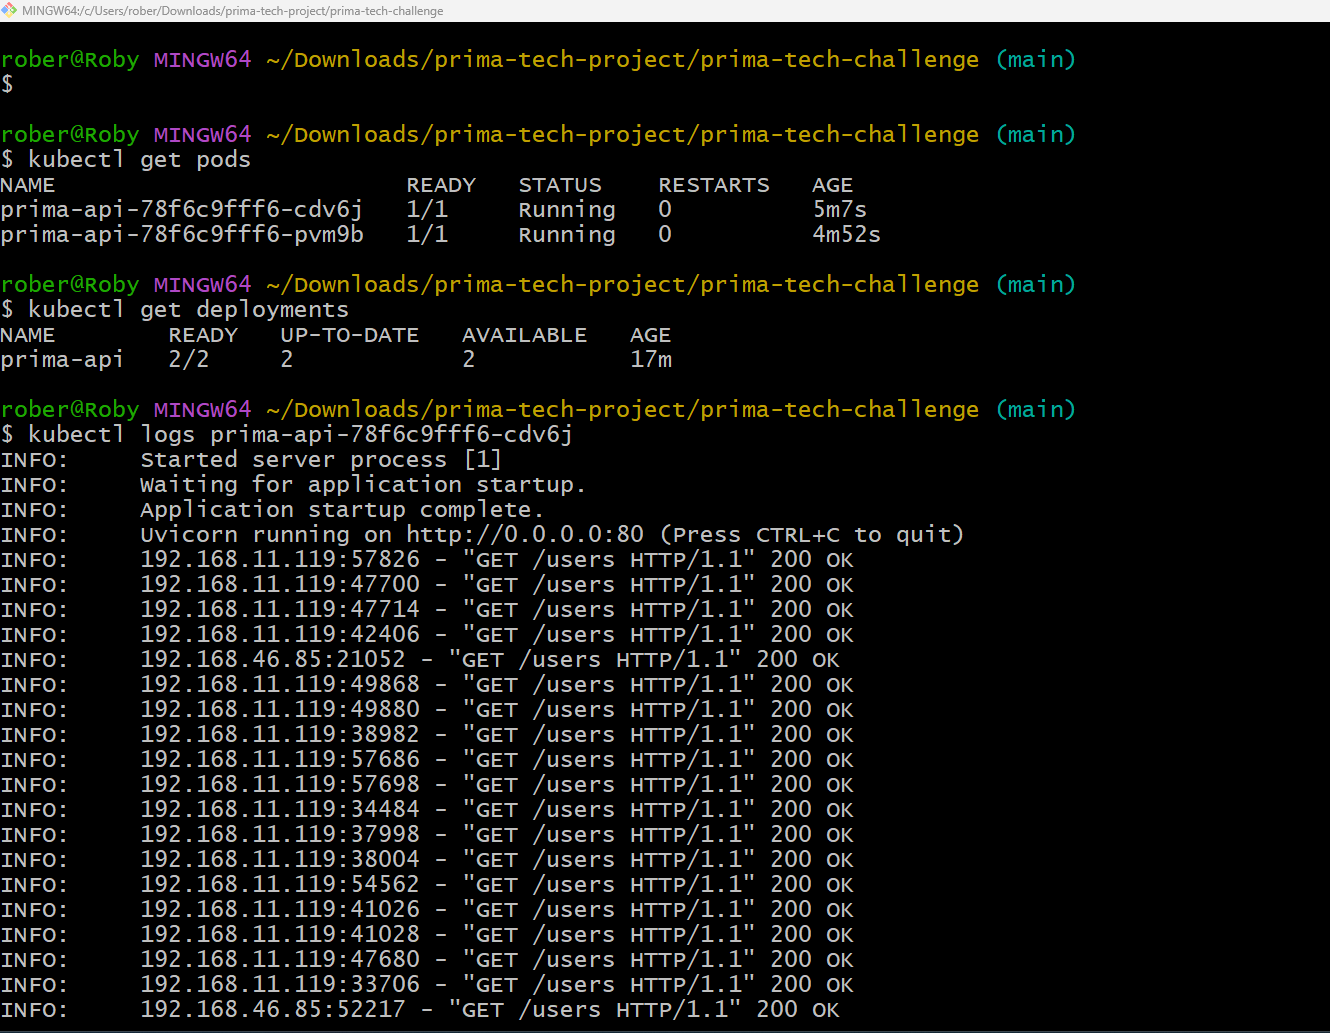 MINGW64:/c/Users/rober/Downloads/prima-tech-project/prima-tech-challenge
rober@Roby MINGW64 ~/Downloads/prima-tech-project/prima-tech-challenge (main)
$
rober@Roby MINGW64 ~/Downloads/prima-tech-project/prima-tech-challenge (main)
$ kubectl get pods
NAME                         READY   STATUS    RESTARTS   AGE
prima-api-78f6c9fff6-cdv6j   1/1     Running   0          5m7s
prima-api-78f6c9fff6-pvm9b   1/1     Running   0          4m52s
rober@Roby MINGW64 ~/Downloads/prima-tech-project/prima-tech-challenge (main)
$ kubectl get deployments
NAME        READY   UP-TO-DATE   AVAILABLE   AGE
prima-api   2/2     2            2           17m
rober@Roby MINGW64 ~/Downloads/prima-tech-project/prima-tech-challenge (main)
$ kubectl logs prima-api-78f6c9fff6-cdv6j
INFO:     Started server process [1]
INFO:     Waiting for application startup.
INFO:     Application startup complete.
INFO:     Uvicorn running on http://0.0.0.0:80 (Press CTRL+C to quit)
INFO:     192.168.11.119:57826 - "GET /users HTTP/1.1" 200 OK
INFO:     192.168.11.119:47700 - "GET /users HTTP/1.1" 200 OK
INFO:     192.168.11.119:47714 - "GET /users HTTP/1.1" 200 OK
INFO:     192.168.11.119:42406 - "GET /users HTTP/1.1" 200 OK
INFO:     192.168.46.85:21052 - "GET /users HTTP/1.1" 200 OK
INFO:     192.168.11.119:49868 - "GET /users HTTP/1.1" 200 OK
INFO:     192.168.11.119:49880 - "GET /users HTTP/1.1" 200 OK
INFO:     192.168.11.119:38982 - "GET /users HTTP/1.1" 200 OK
INFO:     192.168.11.119:57686 - "GET /users HTTP/1.1" 200 OK
INFO:     192.168.11.119:57698 - "GET /users HTTP/1.1" 200 OK
INFO:     192.168.11.119:34484 - "GET /users HTTP/1.1" 200 OK
INFO:     192.168.11.119:37998 - "GET /users HTTP/1.1" 200 OK
INFO:     192.168.11.119:38004 - "GET /users HTTP/1.1" 200 OK
INFO:     192.168.11.119:54562 - "GET /users HTTP/1.1" 200 OK
INFO:     192.168.11.119:41026 - "GET /users HTTP/1.1" 200 OK
INFO:     192.168.11.119:41028 - "GET /users HTTP/1.1" 200 OK
INFO:     192.168.11.119:47680 - "GET /users HTTP/1.1" 200 OK
INFO:     192.168.11.119:33706 - "GET /users HTTP/1.1" 200 OK
INFO:     192.168.46.85:52217 - "GET /users HTTP/1.1" 200 OK